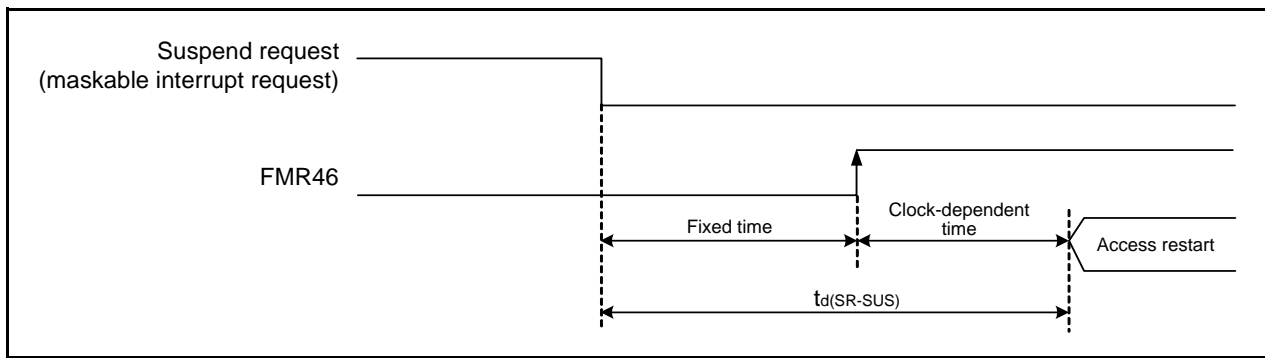 Suspend request
(maskable interrupt request)
FMR46
Fixed time
Clock-dependent
time
Access restart
td(SR-SUS)